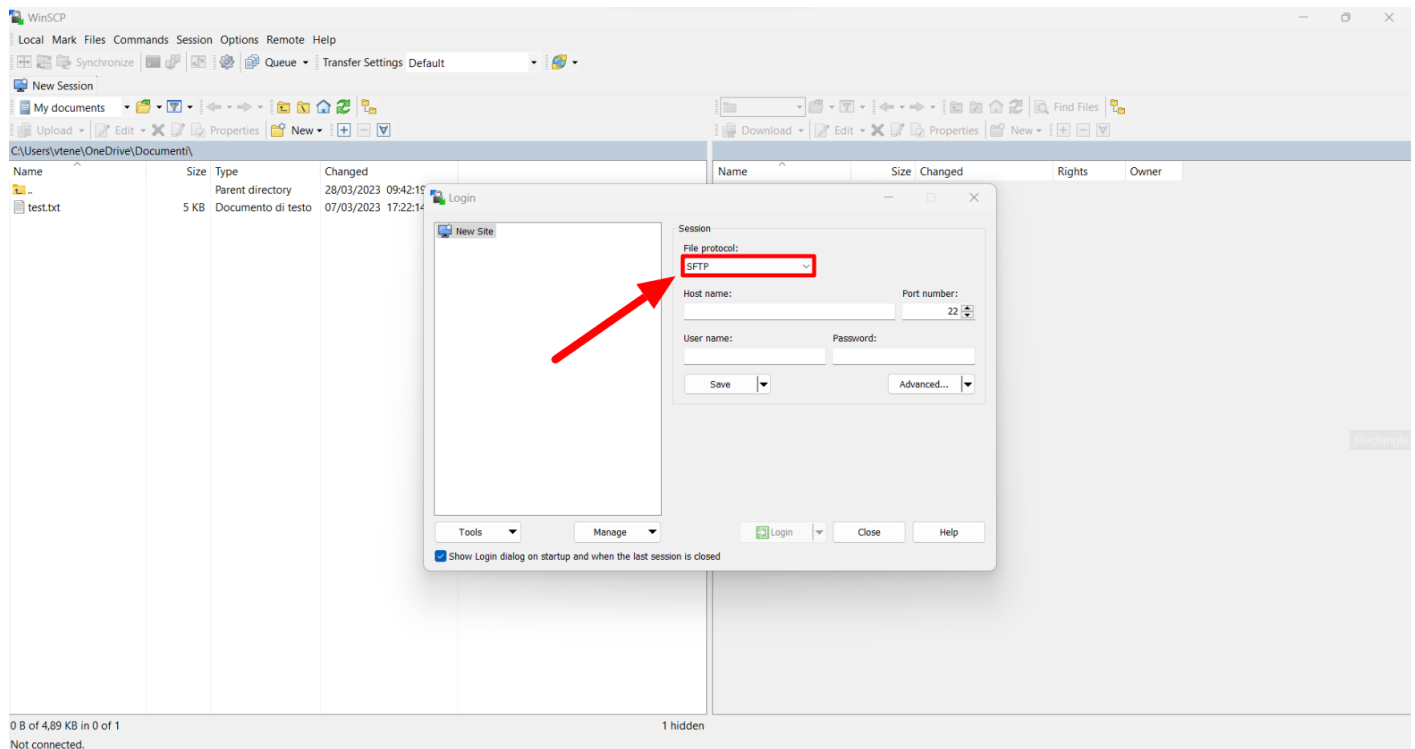 WinSCP
Local Mark Files Commands Session Options Remote Help
Synchronize Queue Transfer Settings Default
New Session
My documents Find Files
Upload Edit Properties New Download Edit Properties New
C:\Users\vtene\OneDrive\Documenti\
Name Size Type Changed Name Size Changed Rights Owner
.. Parent directory 28/03/2023 09:42:19
test.txt 5 KB Documento di testo 07/03/2023 17:22:14
Login
New Site
Session
File protocol:
SFTP
Host name: Port number:
22
User name: Password:
Save Advanced...
Rectangle
Tools Manage Login Close Help
Show Login dialog on startup and when the last session is closed
0 B of 4,89 KB in 0 of 1 1 hidden
Not connected.